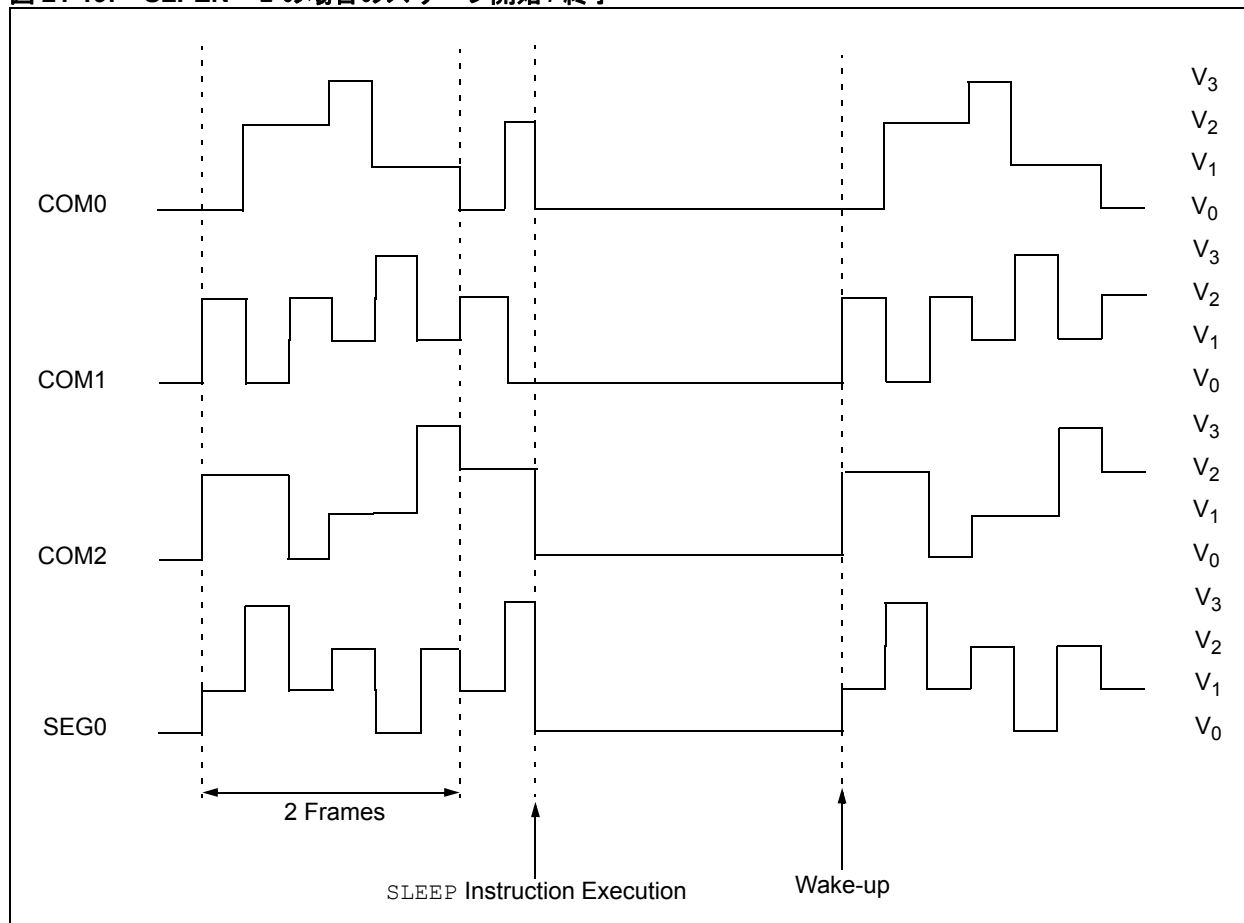 V3
V2
V1
COM0
V0
V3
V2
V1
COM1
V0
V3
V2
V1
COM2
V0
V3
V2
V1
SEG0
V0
2 Frames
SLEEP Instruction Execution
Wake-up